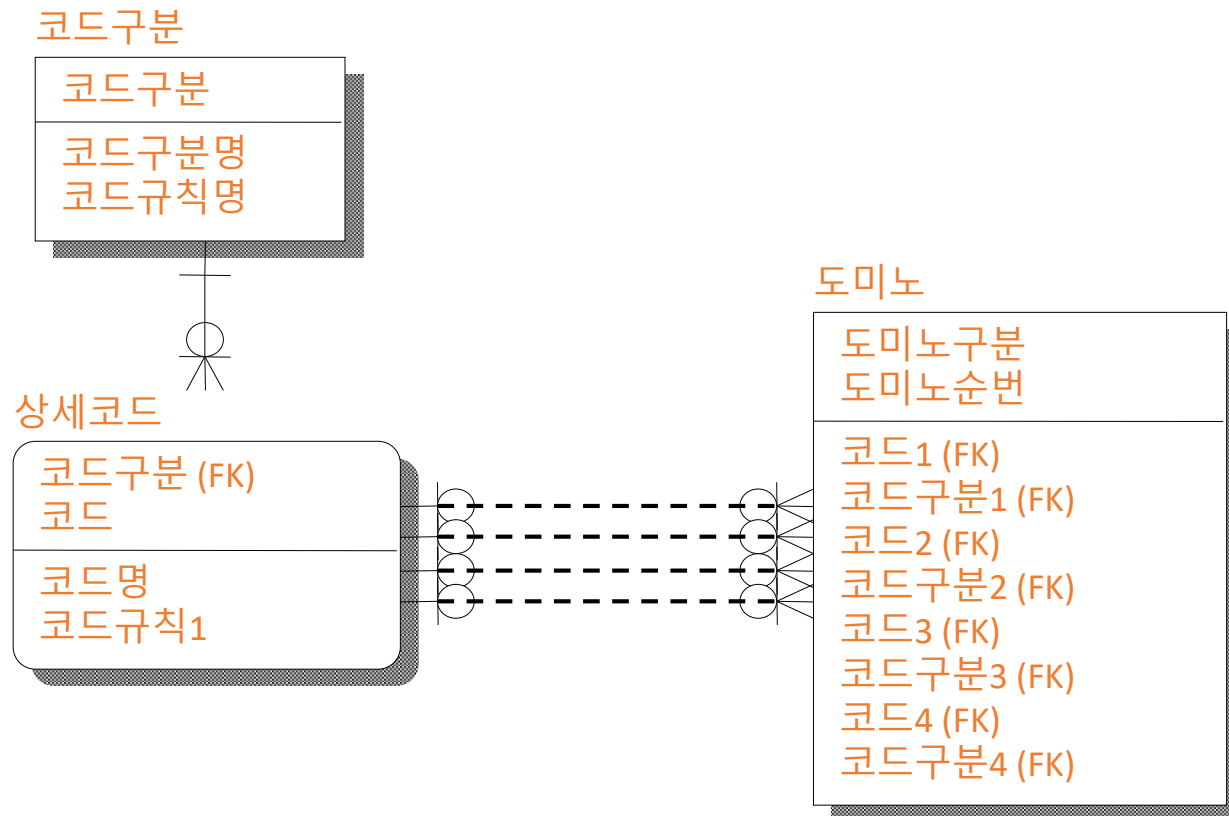 코드구분
코드구분
코드구분명
코드규칙명
상세코드
코드구분 (FK)
코드
코드명
코드규칙1
도미노
도미노구분
도미노순번
코드1 (FK)
코드구분1 (FK)
코드2 (FK)
코드구분2 (FK)
코드3 (FK)
코드구분3 (FK)
코드4 (FK)
코드구분4 (FK)